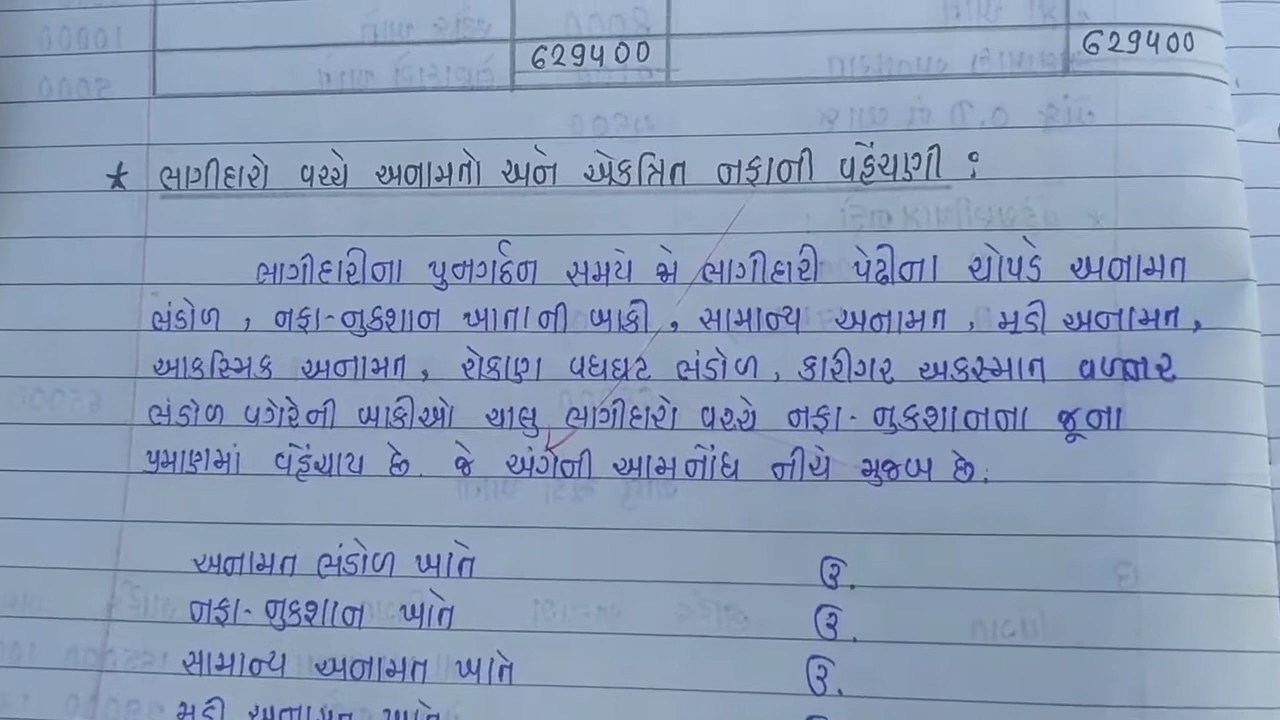 629400 629400
★ ભાગીદારો વચ્ચે અનામતો અને એકત્રિત નફાની વહેંચણી :
ભાગીદારીના પુનર્ગઠન સમયે જો ભાગીદારી પેઢીના ચોપડે અનામત
ભંડોળ, નફા-નુકશાન ખાતાની બાકી, સામાન્ય અનામત, મૂડી અનામત,
આકસ્મિક અનામત, રોકાણ વધઘટ ભંડોળ, કારીગર અકસ્માત વળતર
ભંડોળ વગેરેની બાકીઓ ચાલુ ભાગીદારો વચ્ચે નફા-નુકશાનના જૂના
પ્રમાણમાં વહેંચાય છે. જે અંગેની આમનોંધ નીચે મુજબ છે.
અનામત ભંડોળ ખાતે ઉ.
નફા-નુકશાન ખાતે ઉ.
સામાન્ય અનામત ખાતે ઉ.
મૂડી અનામત ખાતે